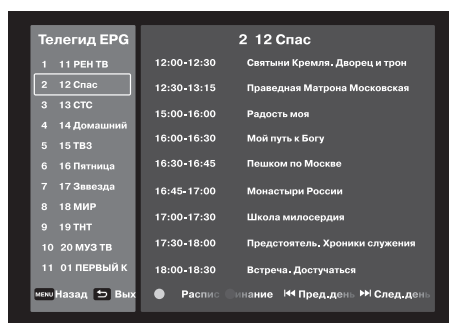 Телегид EPG
1 11 РЕН ТВ
2 12 Спас
3 13 СТС
4 14 Домашний
5 15 ТВ3
6 16 Пятница
7 17 Звезда
8 18 МИР
9 19 ТНТ
10 20 МУЗ ТВ
11 01 ПЕРВЫЙ К
MENU Назад Вых
2 12 Спас
12:00-12:30 Святыни Кремля. Дворец и трон
12:30-13:15 Праведная Матрона Московская
15:00-16:00 Радость моя
16:00-16:30 Мой путь к Богу
16:30-16:45 Пешком по Москве
16:45-17:00 Монастыри России
17:00-17:30 Школа милосердия
17:30-18:00 Предстоятель. Хроники служения
18:00-18:30 Встреча. Достучаться
Распис инание Пред.день След.день